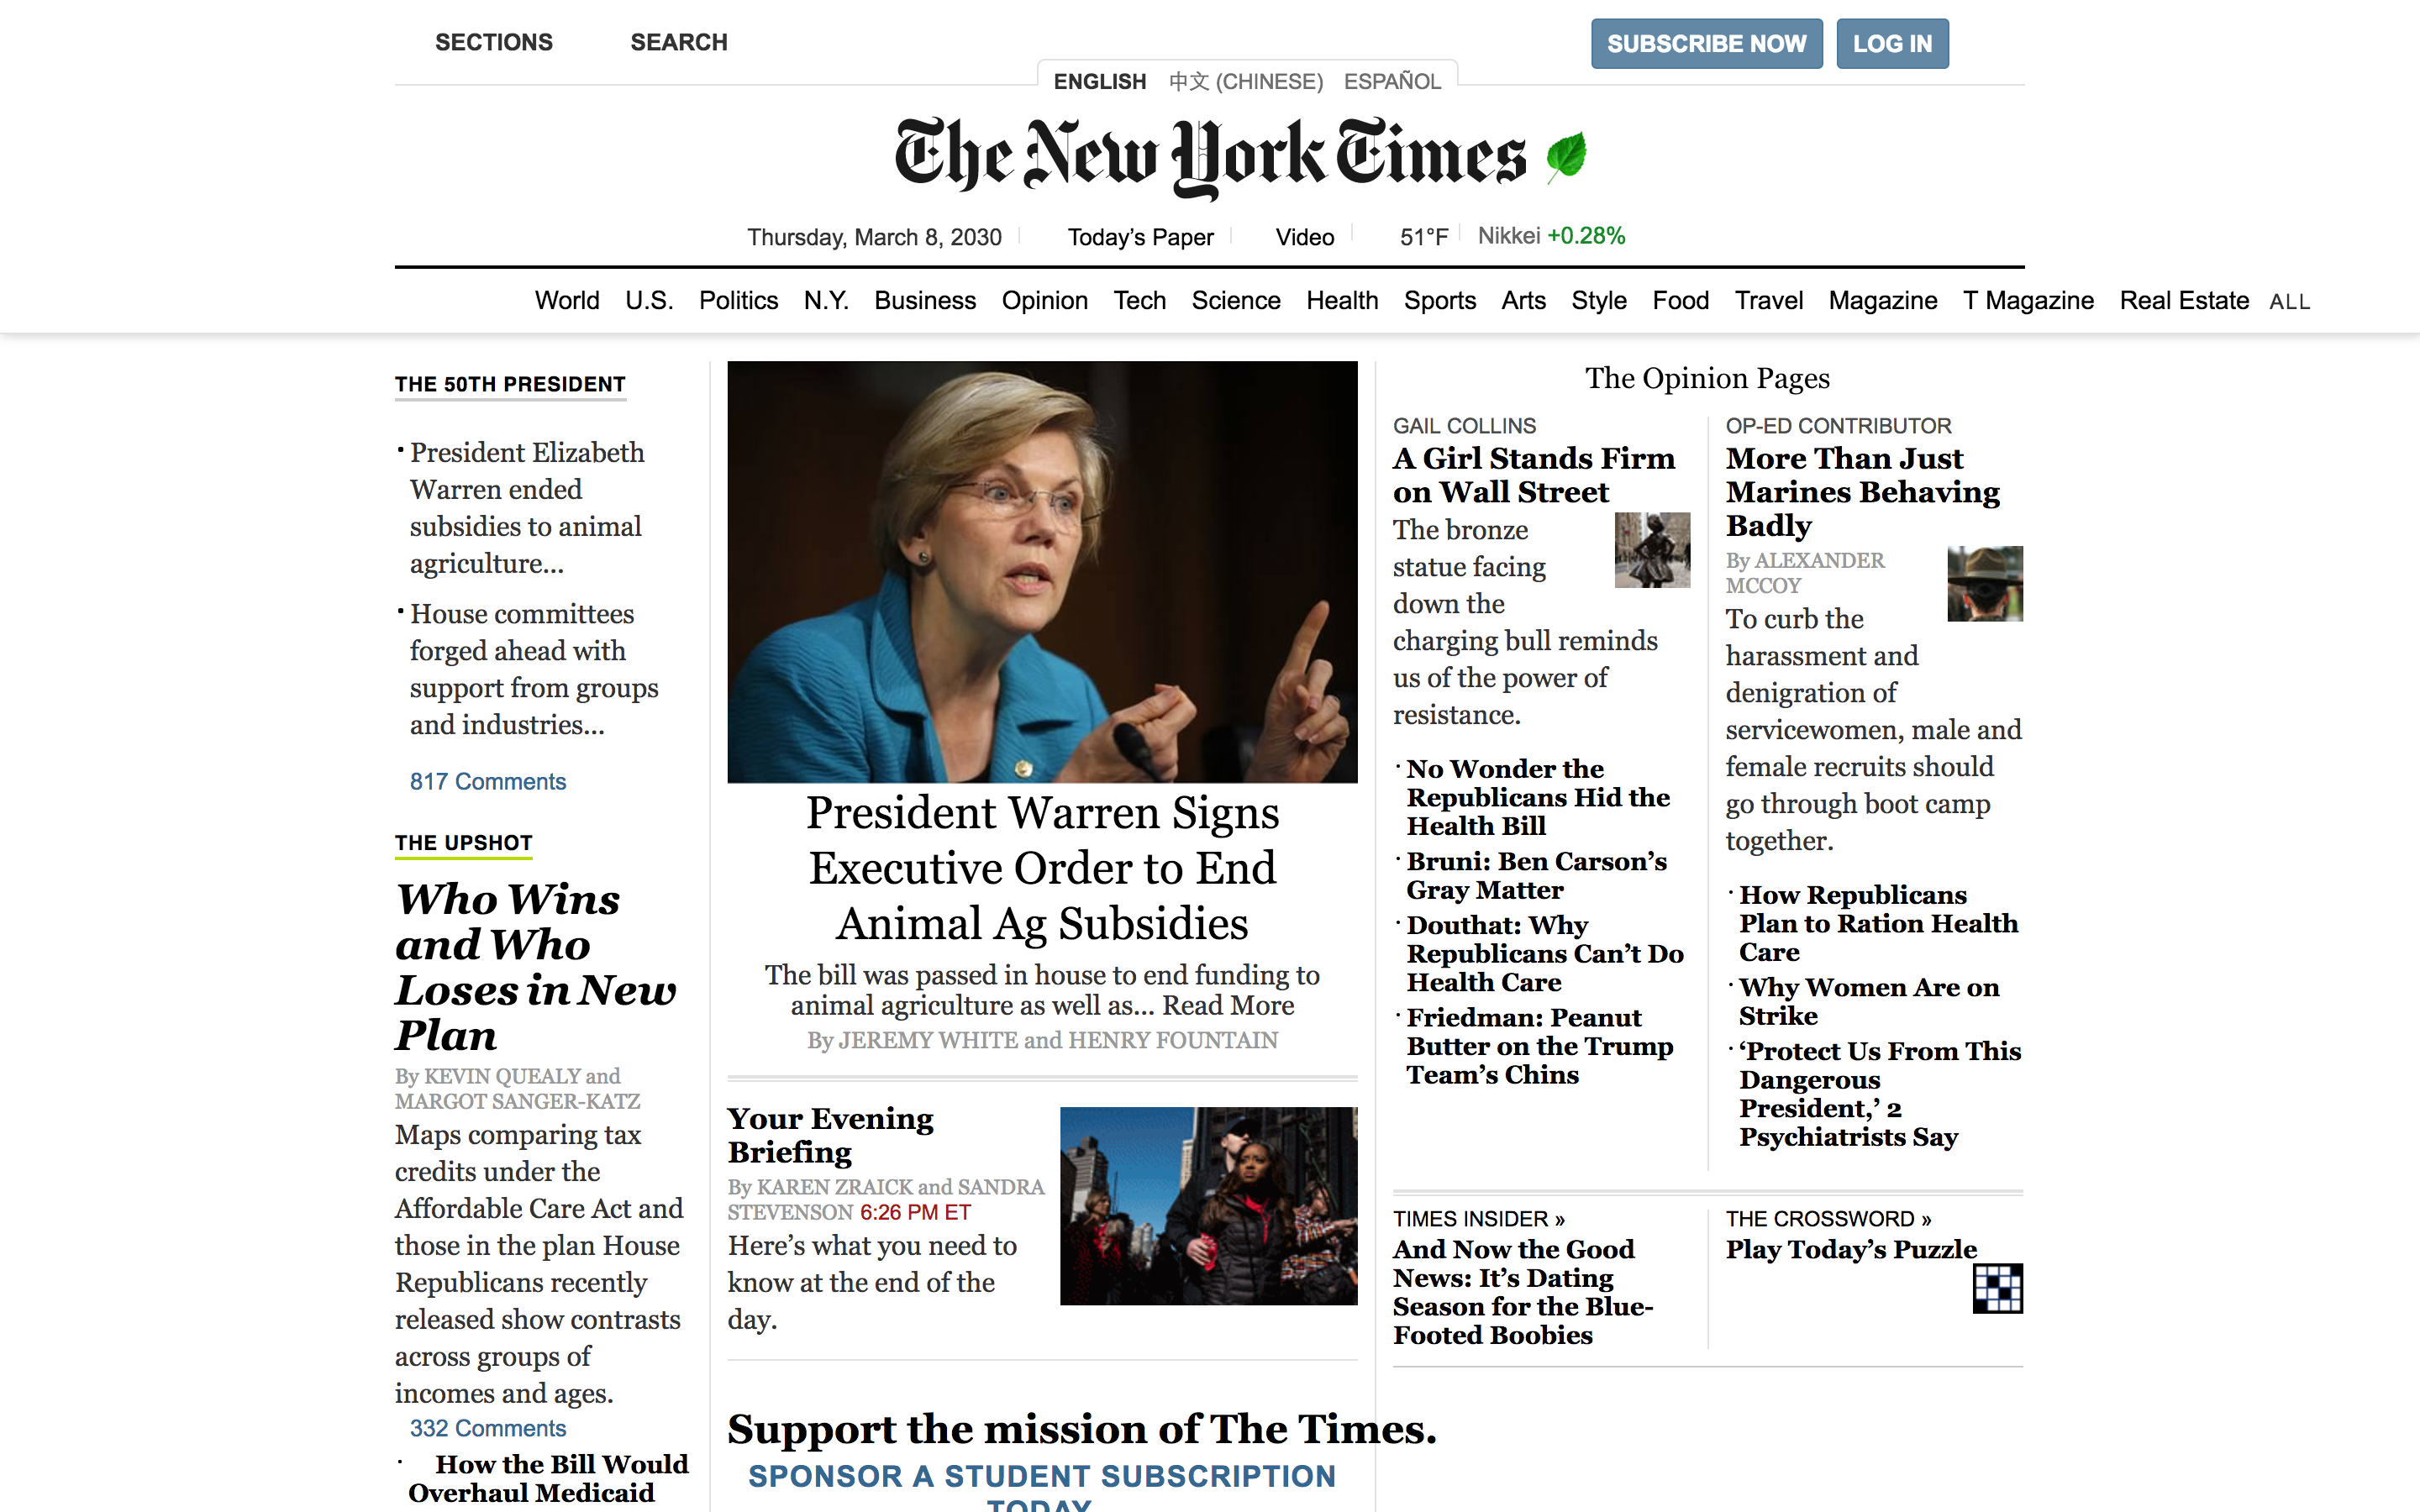 SECTIONS
SEARCH
SUBSCRIBE NOW
LOG IN
ENGLISH
中文 (CHINESE)
ESPAÑOL
The New York Times
Thursday, March 8, 2030
Today’s Paper
Video
51°F
Nikkei +0.28%
World
U.S.
Politics
N.Y.
Business
Opinion
Tech
Science
Health
Sports
Arts
Style
Food
Travel
Magazine
T Magazine
Real Estate
ALL
THE 50TH PRESIDENT
· President Elizabeth
Warren ended
subsidies to animal
agriculture...
· House committees
forged ahead with
support from groups
and industries...
817 Comments
THE UPSHOT
Who Wins
and Who
Loses in New
Plan
By KEVIN QUEALY and
MARGOT SANGER-KATZ
Maps comparing tax
credits under the
Affordable Care Act and
those in the plan House
Republicans recently
released show contrasts
across groups of
incomes and ages.
332 Comments
· How the Bill Would
Overhaul Medicaid
President Warren Signs
Executive Order to End
Animal Ag Subsidies
The bill was passed in house to end funding to
animal agriculture as well as... Read More
By JEREMY WHITE and HENRY FOUNTAIN
Your Evening
Briefing
By KAREN ZRAICK and SANDRA
STEVENSON 6:26 PM ET
Here’s what you need to
know at the end of the
day.
Support the mission of The Times.
SPONSOR A STUDENT SUBSCRIPTION
TODAY
The Opinion Pages
GAIL COLLINS
A Girl Stands Firm
on Wall Street
The bronze
statue facing
down the
charging bull reminds
us of the power of
resistance.
· No Wonder the
Republicans Hid the
Health Bill
· Bruni: Ben Carson’s
Gray Matter
· Douthat: Why
Republicans Can’t Do
Health Care
· Friedman: Peanut
Butter on the Trump
Team’s Chins
OP-ED CONTRIBUTOR
More Than Just
Marines Behaving
Badly
By ALEXANDER
MCCOY
To curb the
harassment and
denigration of
servicewomen, male and
female recruits should
go through boot camp
together.
· How Republicans
Plan to Ration Health
Care
· Why Women Are on
Strike
· ‘Protect Us From This
Dangerous
President,’ 2
Psychiatrists Say
TIMES INSIDER »
And Now the Good
News: It’s Dating
Season for the Blue-
Footed Boobies
THE CROSSWORD »
Play Today’s Puzzle